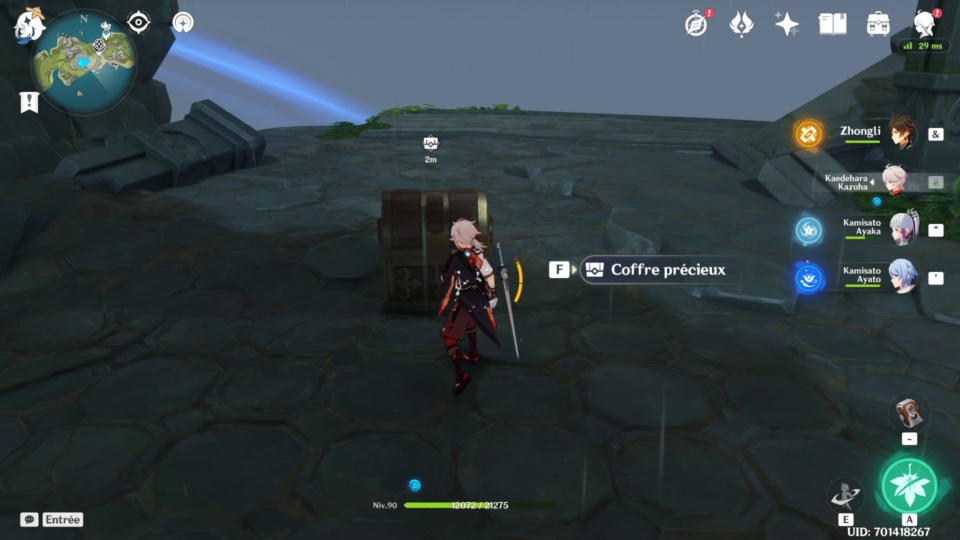 N
29 ms
2m
Zhongli
&
Kaedehara
Kazuha
é
Kamisato
Ayaka
"
Kamisato
Ayato
'
F
Coffre précieux
-
Niv.90
12072 / 21275
Entrée
E
A
UID: 701418267